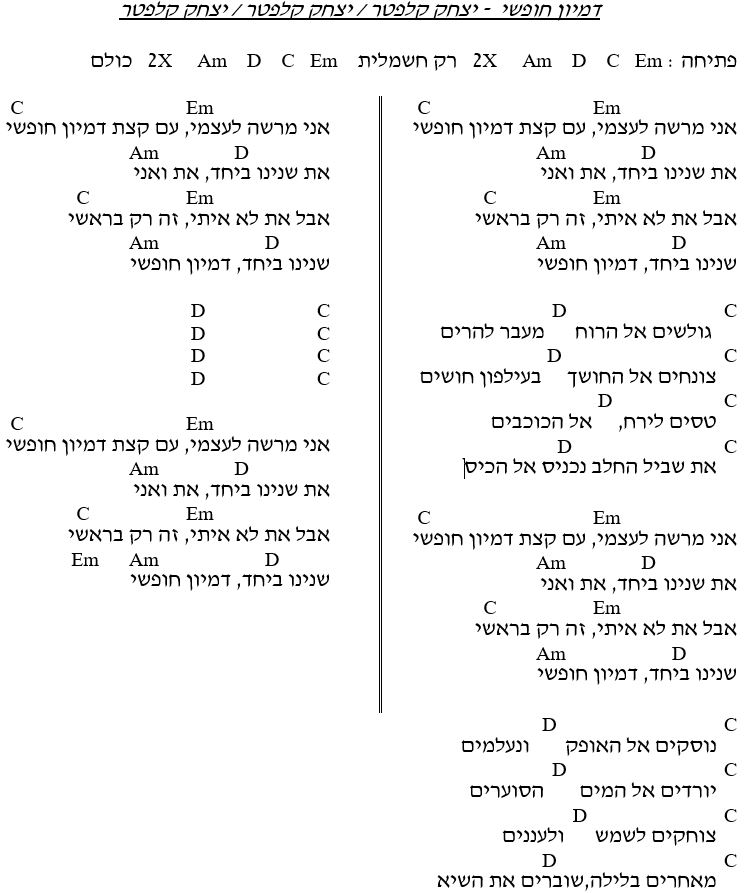 דמיון חופשי - יצחק קלפטר / יצחק קלפטר / יצחק קלפטר
פתיחה : Em C D Am 2X רק חשמלית Em C D Am 2X כולם
Em C
אני מרשה לעצמי, עם קצת דמיון חופשי
D Am
את שנינו ביחד, את ואני
Em C
אבל את לא איתי, זה רק בראשי
D Am
שנינו ביחד, דמיון חופשי
C D
גולשים אל הרוח מעבר להרים
C D
צונחים אל החושך בעילפון חושים
C D
טסים לירח, אל הכוכבים
C D
את שביל החלב נכניס אל הכיס
Em C
אני מרשה לעצמי, עם קצת דמיון חופשי
D Am
את שנינו ביחד, את ואני
Em C
אבל את לא איתי, זה רק בראשי
D Am
שנינו ביחד, דמיון חופשי
C D
נוסקים אל האופק ונעלמים
C D
יורדים אל המים הסוערים
C D
צוחקים לשמש ולעננים
C D
מאחרים בלילה,שוברים את השיא
Em C
אני מרשה לעצמי, עם קצת דמיון חופשי
D Am
את שנינו ביחד, את ואני
Em C
אבל את לא איתי, זה רק בראשי
D Am
שנינו ביחד, דמיון חופשי
C D
C D
C D
C D
Em C
אני מרשה לעצמי, עם קצת דמיון חופשי
D Am
את שנינו ביחד, את ואני
Em C
אבל את לא איתי, זה רק בראשי
D Am Em
שנינו ביחד, דמיון חופשי